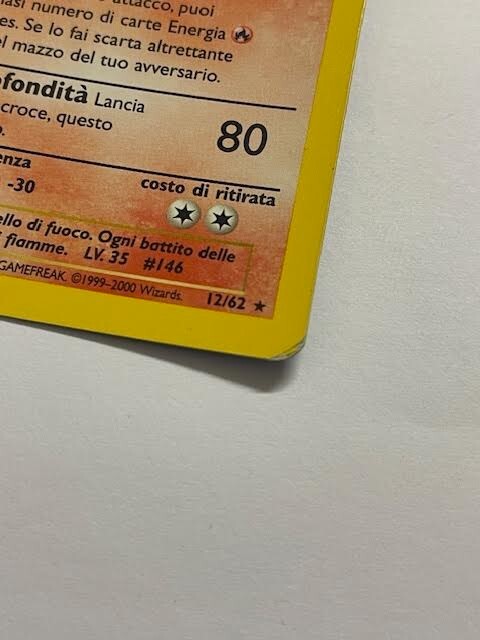 attacco, puoi
numero di carte Energia
es. Se lo fai scarta altrettante
mazzo del tuo avversario.
fondità Lancia
croce, questo
80
enza
-30
costo di ritirata
ello di fuoco. Ogni battito delle
fiamme. LV. 35 #146
GAMEFREAK. ©1999-2000 Wizards. 12/62